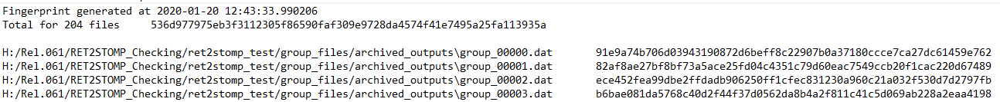 Fingerprint generated at 2020-01-20 12:43:33.990206
Total for 204 files 536d977975eb3f3112305f86590faf309e9728da4574f41e7495a25fa113935a
H:/Rel.061/RET2STOMP_Checking/ret2stomp_test/group_files/archived_outputs\group_00000.dat 91e9a74b706d03943190872d6beff8c22907b0a37180ccce7ca27dc61459e762
H:/Rel.061/RET2STOMP_Checking/ret2stomp_test/group_files/archived_outputs\group_00001.dat 82af8ae27bf8bf73a5ace25fd04c4351c79d60eac7549ccb20f1cac220d67489
H:/Rel.061/RET2STOMP_Checking/ret2stomp_test/group_files/archived_outputs\group_00002.dat ece452fea99dbe2ffdadb906250ff1cfec831230a960c21a032f530d7d2797fb
H:/Rel.061/RET2STOMP_Checking/ret2stomp_test/group_files/archived_outputs\group_00003.dat b6bae081da5768c40d2f44f37d0562da8b4a2f811c41c5d069ab228a2eaa4198